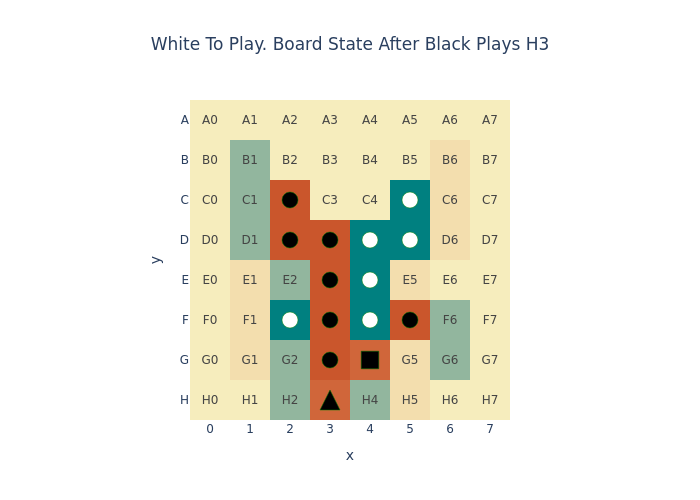 White To Play. Board State After Black Plays H3
A A0 A1 A2 A3 A4 A5 A6 A7
B B0 B1 B2 B3 B4 B5 B6 B7
C C0 C1 C3 C4 C6 C7
D D0 D1 D6 D7
y
E E0 E1 E2 E5 E6 E7
F F0 F1 F6 F7
G G0 G1 G2 G5 G6 G7
H H0 H1 H2 H4 H5 H6 H7
0 1 2 3 4 5 6 7
x